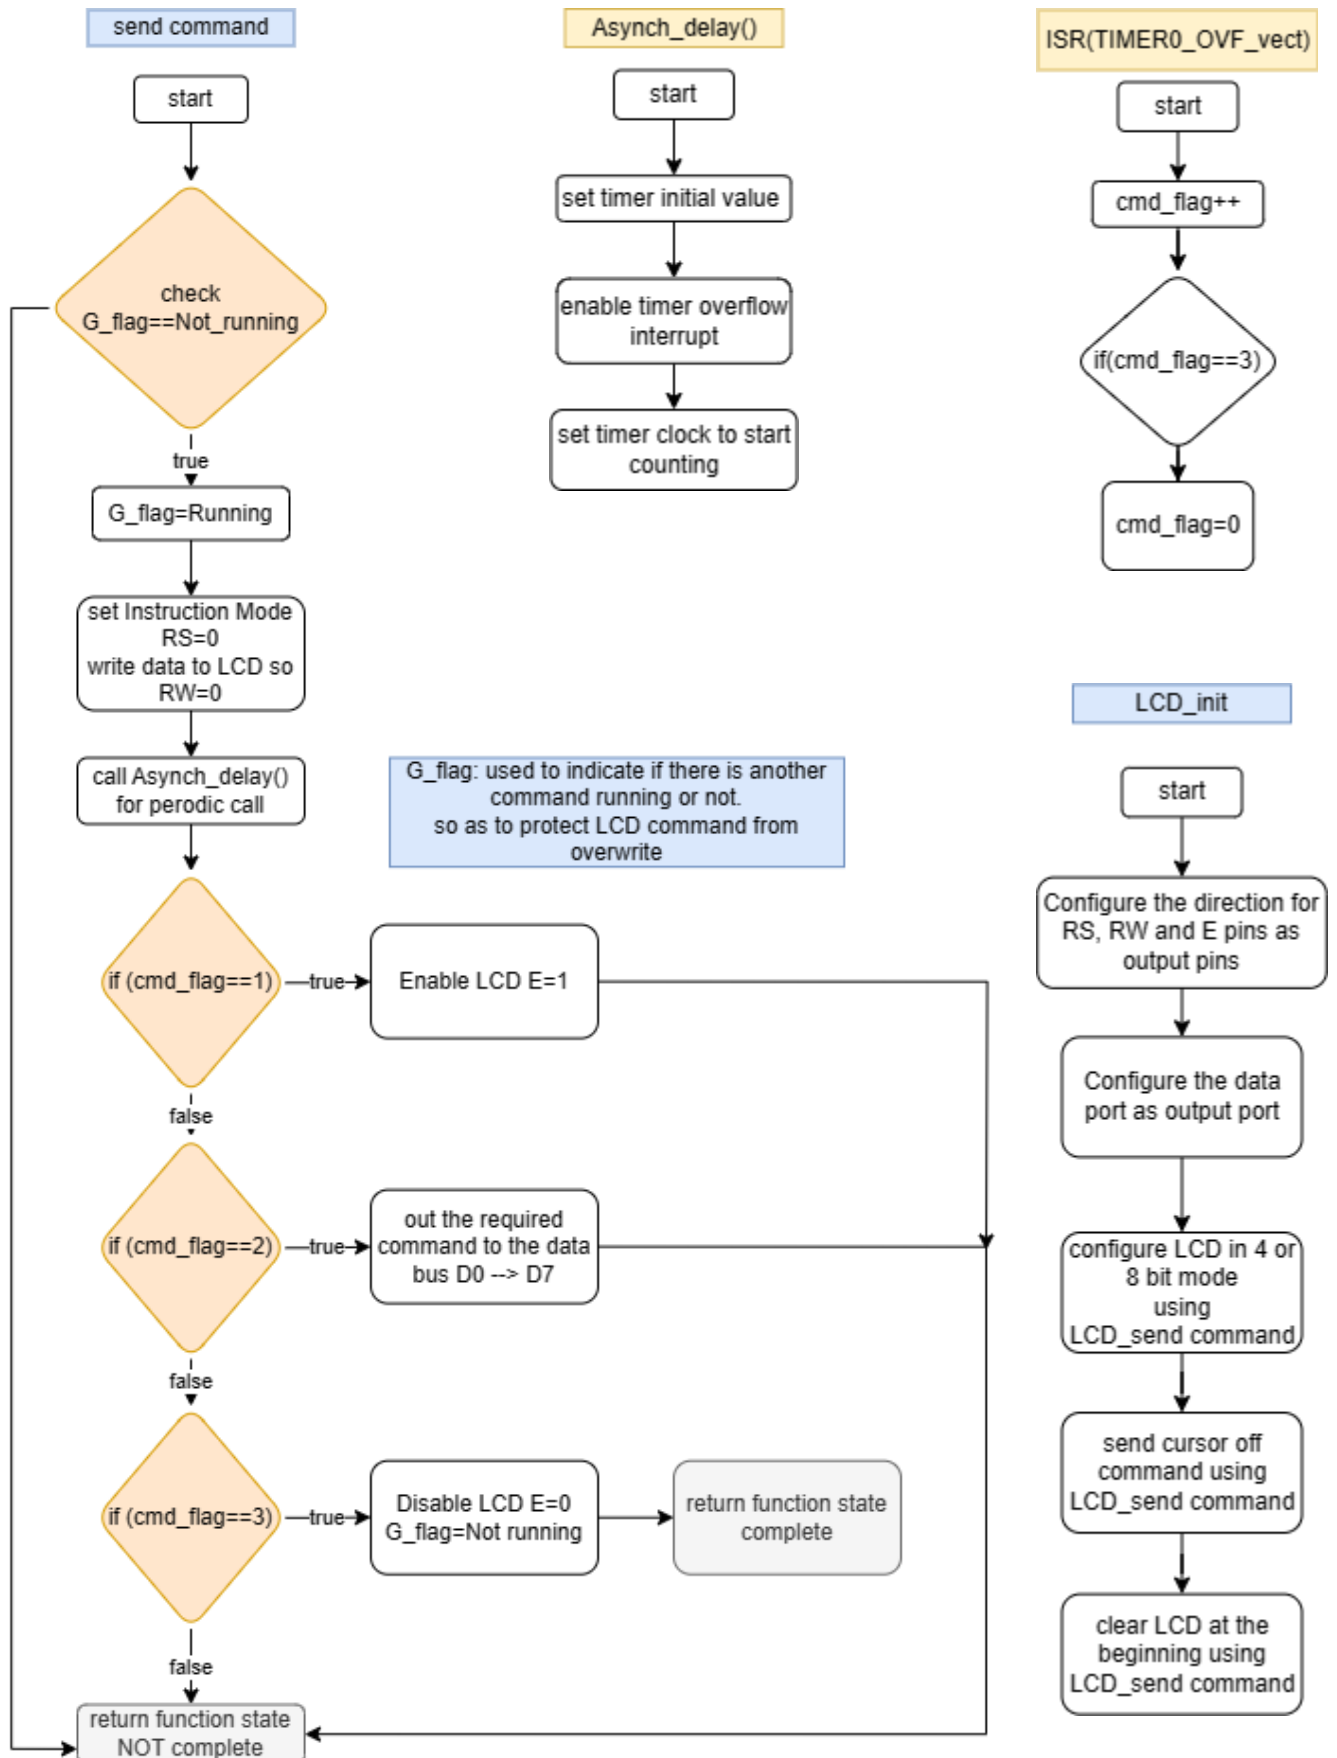 send command
start
check
G_flag==Not_running
true
G_flag=Running
set Instruction Mode
RS=0
write data to LCD so
RW=0
call Asynch_delay()
for perodic call
if (cmd_flag==1)
true
Enable LCD E=1
false
if (cmd_flag==2)
true
out the required
command to the data
bus D0 --> D7
false
if (cmd_flag==3)
true
Disable LCD E=0
G_flag=Not running
return function state
complete
false
return function state
NOT complete
Asynch_delay()
start
set timer initial value
enable timer overflow
interrupt
set timer clock to start
counting
G_flag: used to indicate if there is another
command running or not.
so as to protect LCD command from
overwrite
ISR(TIMER0_OVF_vect)
start
cmd_flag++
if(cmd_flag==3)
cmd_flag=0
LCD_init
start
Configure the direction for
RS, RW and E pins as
output pins
Configure the data
port as output port
configure LCD in 4 or
8 bit mode
using
LCD_send command
send cursor off
command using
LCD_send command
clear LCD at the
beginning using
LCD_send command